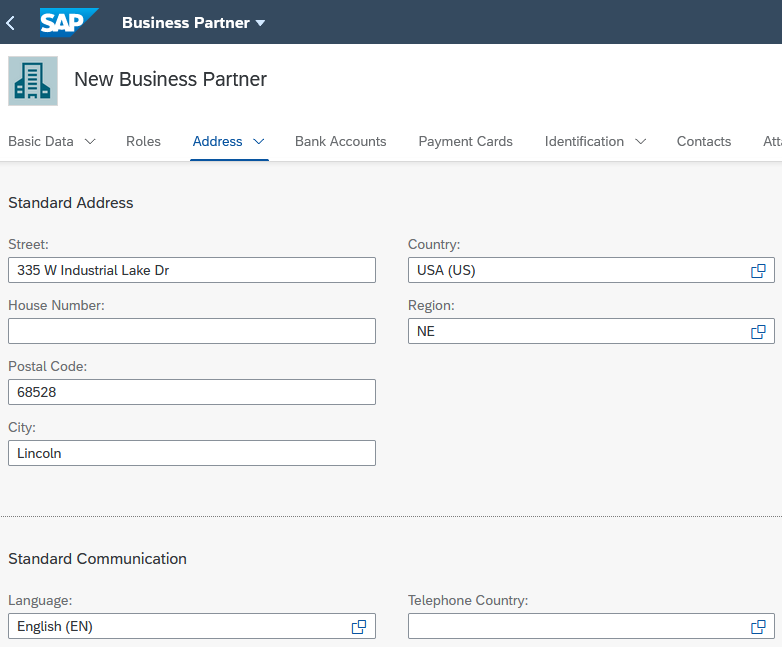 SAP Business Partner
New Business Partner
Basic Data Roles Address Bank Accounts Payment Cards Identification Contacts Att
Standard Address
Street: Country:
335 W Industrial Lake Dr USA (US)
House Number: Region:
NE
Postal Code:
68528
City:
Lincoln
Standard Communication
Language: Telephone Country:
English (EN)